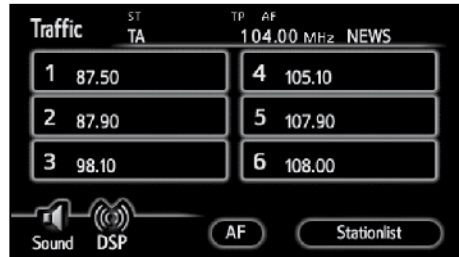 Traffic ST TP AF
TA 104.00 MHz NEWS
1 87.50
4 105.10
2 87.90
5 107.90
3 98.10
6 108.00
Sound DSP AF Stationlist